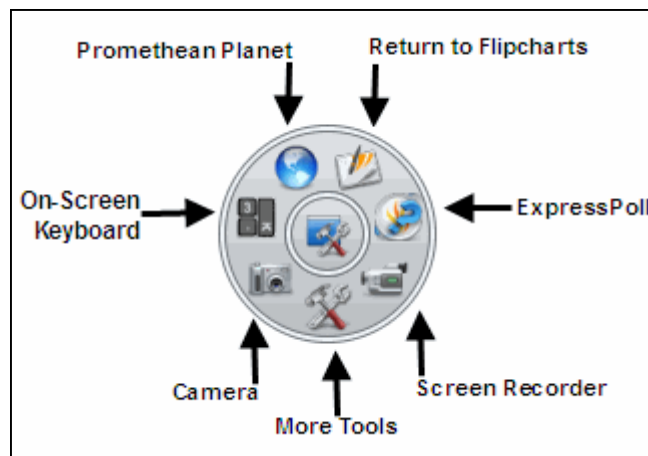 Promethean Planet
Return to Flipcharts
On-Screen
Keyboard
ExpressPoll
Camera
Screen Recorder
More Tools